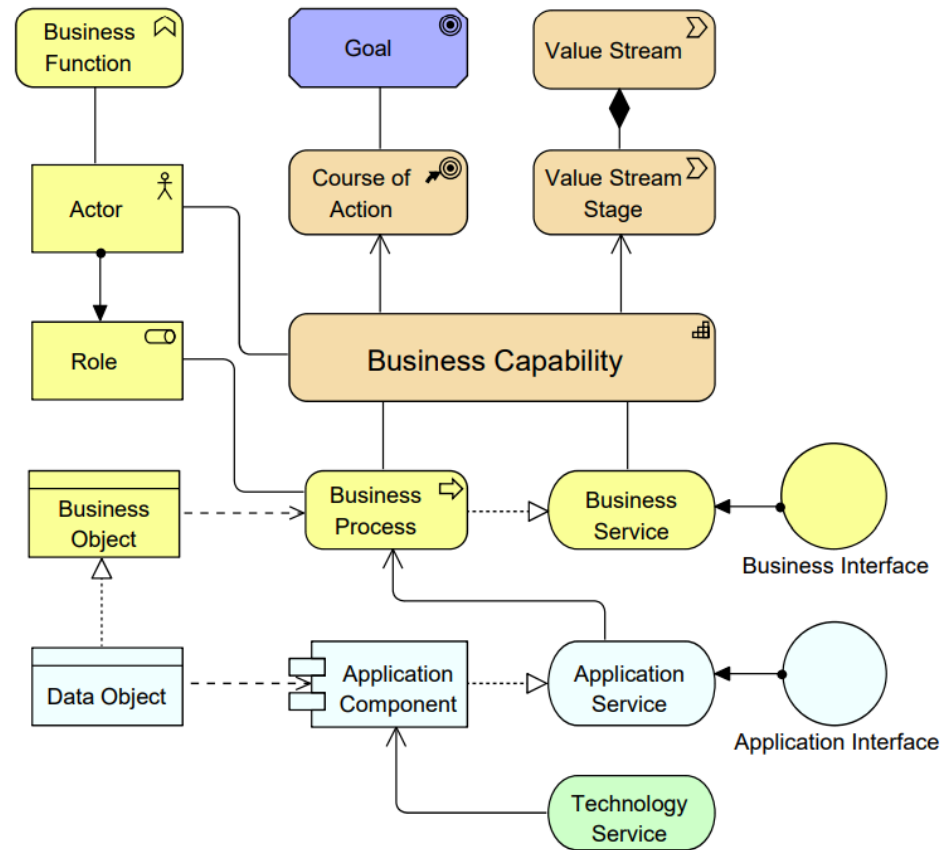 Business
Function
Goal
Value Stream
Actor
Course of
Action
Value Stream
Stage
Role
Business Capability
Business
Object
Business
Process
Business
Service
Business Interface
Data Object
Application
Component
Application
Service
Application Interface
Technology
Service